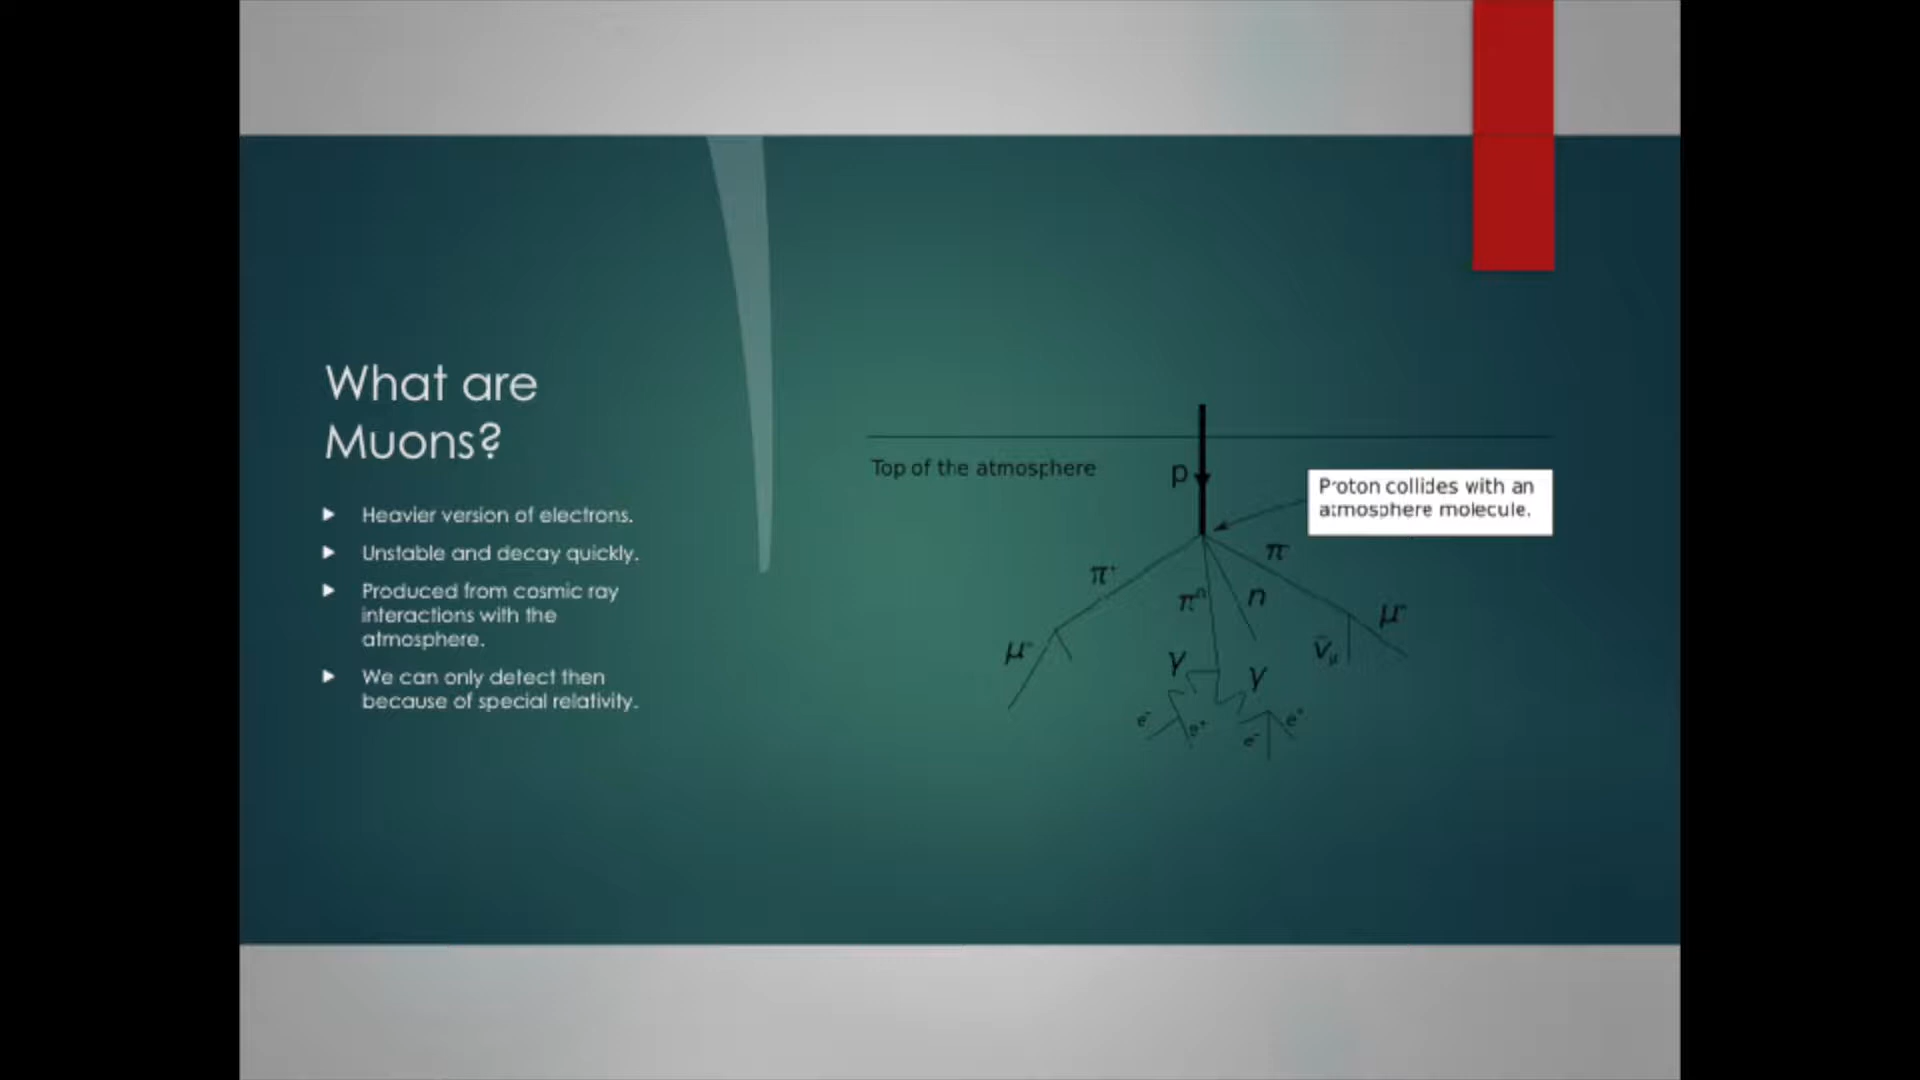 What are
Muons?
Heavier version of electrons.
Unstable and decay quickly.
Produced from cosmic ray
interactions with the
atmosphere.
We can only detect then
because of special relativity.
Top of the atmosphere
p
Proton collides with an
atmosphere molecule.
π⁺
π
n
π
μ
μ
ν̄μ
γ
γ
e⁻
e⁺
e⁻
e⁺